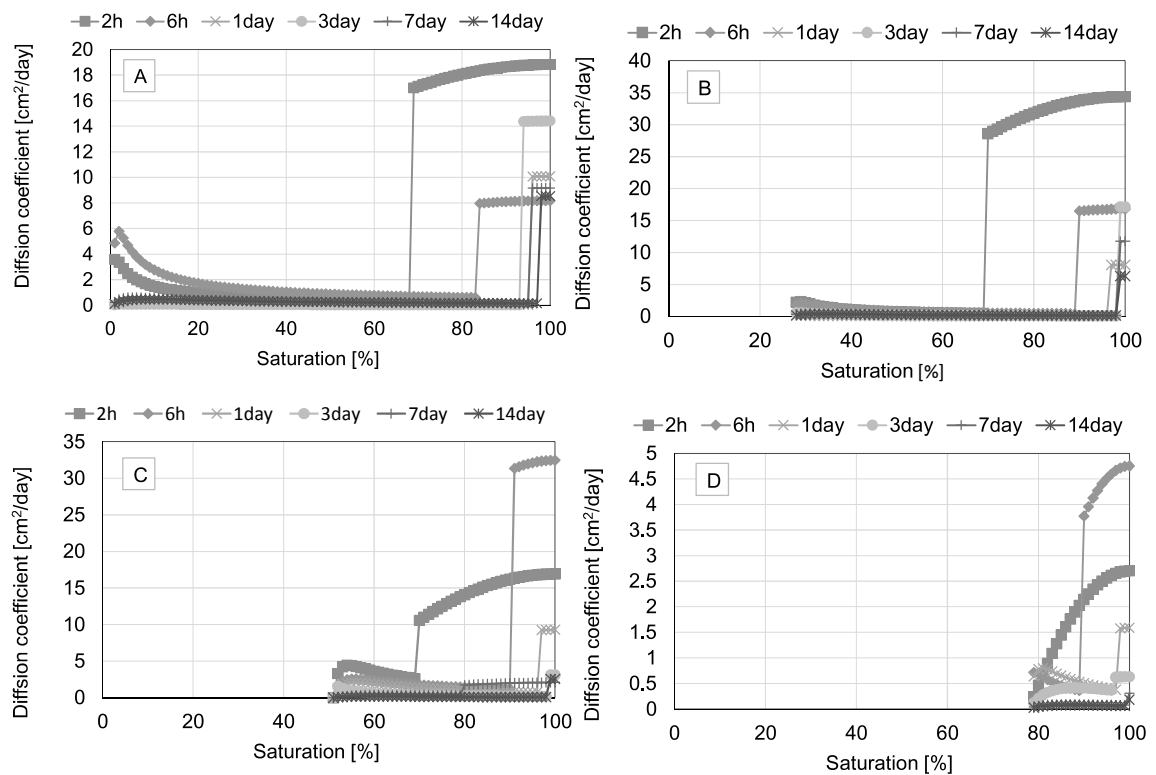 2h 6h 1day 3day 7day 14day
A
Diffsion coefficient [cm²/day]
20
18
16
14
12
10
8
6
4
2
0
0 20 40 60 80 100
Saturation [%]
2h 6h 1day 3day 7day 14day
B
Diffsion coefficient [cm²/day]
40
35
30
25
20
15
10
5
0
0 20 40 60 80 100
Saturation [%]
2h 6h 1day 3day 7day 14day
C
Diffsion coefficient [cm²/day]
35
30
25
20
15
10
5
0
0 20 40 60 80 100
Saturation [%]
2h 6h 1day 3day 7day 14day
D
Diffsion coefficient [cm²/day]
5
4.5
4
3.5
3
2.5
2
1.5
1
0.5
0
0 20 40 60 80 100
Saturation [%]